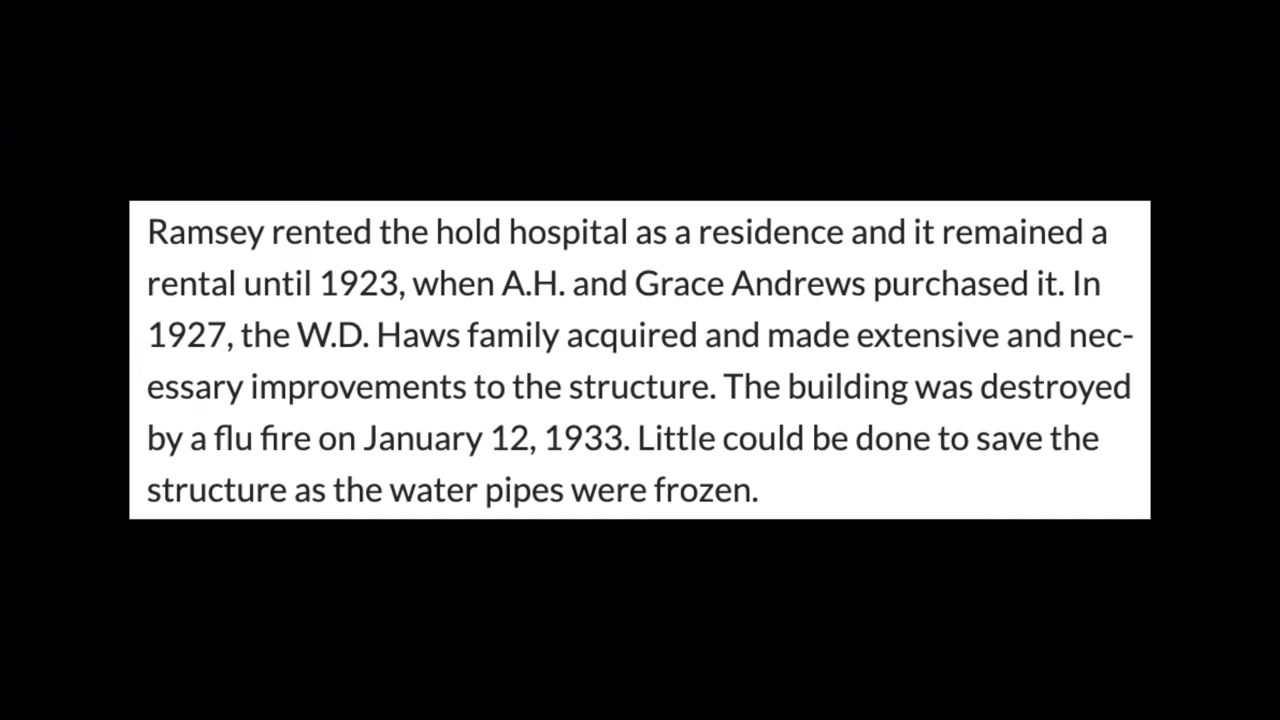 Ramsey rented the hold hospital as a residence and it remained a
rental until 1923, when A.H. and Grace Andrews purchased it. In
1927, the W.D. Haws family acquired and made extensive and nec-
essary improvements to the structure. The building was destroyed
by a flu fire on January 12, 1933. Little could be done to save the
structure as the water pipes were frozen.